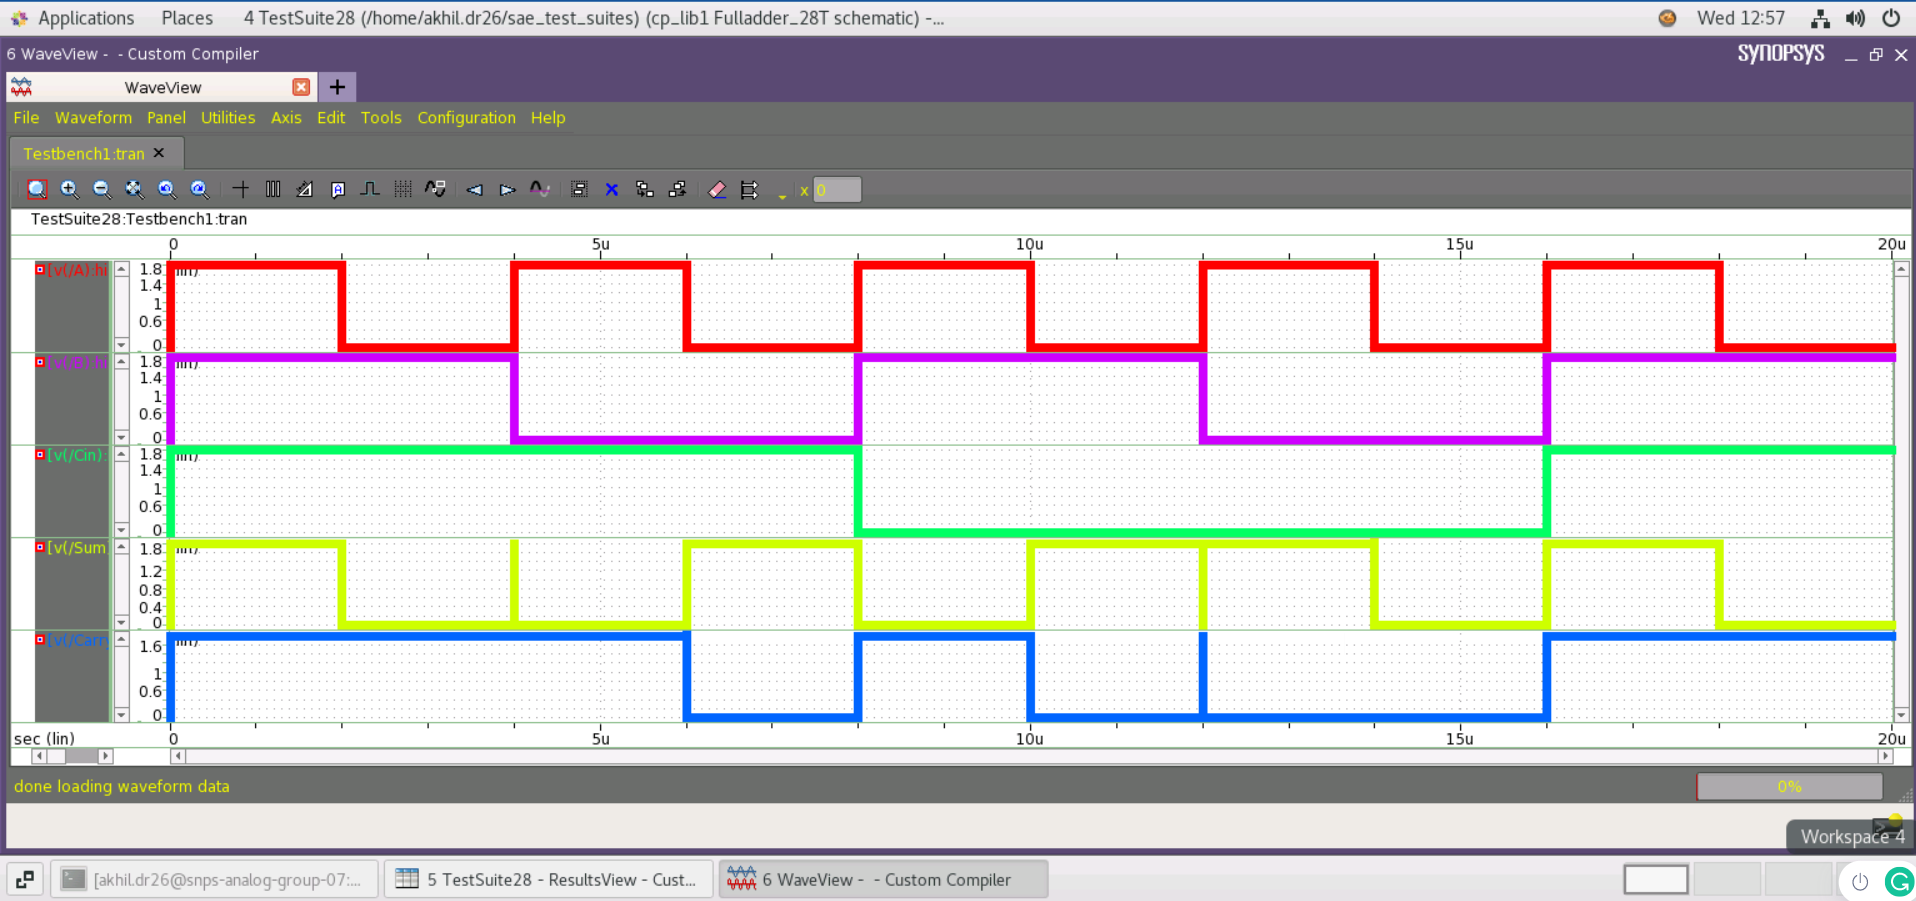 Applications Places 4 TestSuite28 (/home/akhil.dr26/sae_test_suites) (cp_lib1 Fulladder_28T schematic) -... Wed 12:57
6 WaveView - - Custom Compiler SYNOPSYS
WaveView
File Waveform Panel Utilities Axis Edit Tools Configuration Help
Testbench1:tran
x 0
TestSuite28:Testbench1:tran
0 5u 10u 15u 20u
[v(/A):hi 1.8
1.4
1
0.6
0
[v(/B):hi 1.8
1.4
1
0.6
0
[v(/Cin): 1.8
1.4
1
0.6
0
[v(/Sum 1.8
1.2
0.8
0.4
0
[v(/Carry 1.6
1
0.6
0
sec (lin) 0 5u 10u 15u 20u
done loading waveform data 0%
Workspace 4
[akhil.dr26@snps-analog-group-07:... 5 TestSuite28 - ResultsView - Cust... 6 WaveView - - Custom Compiler